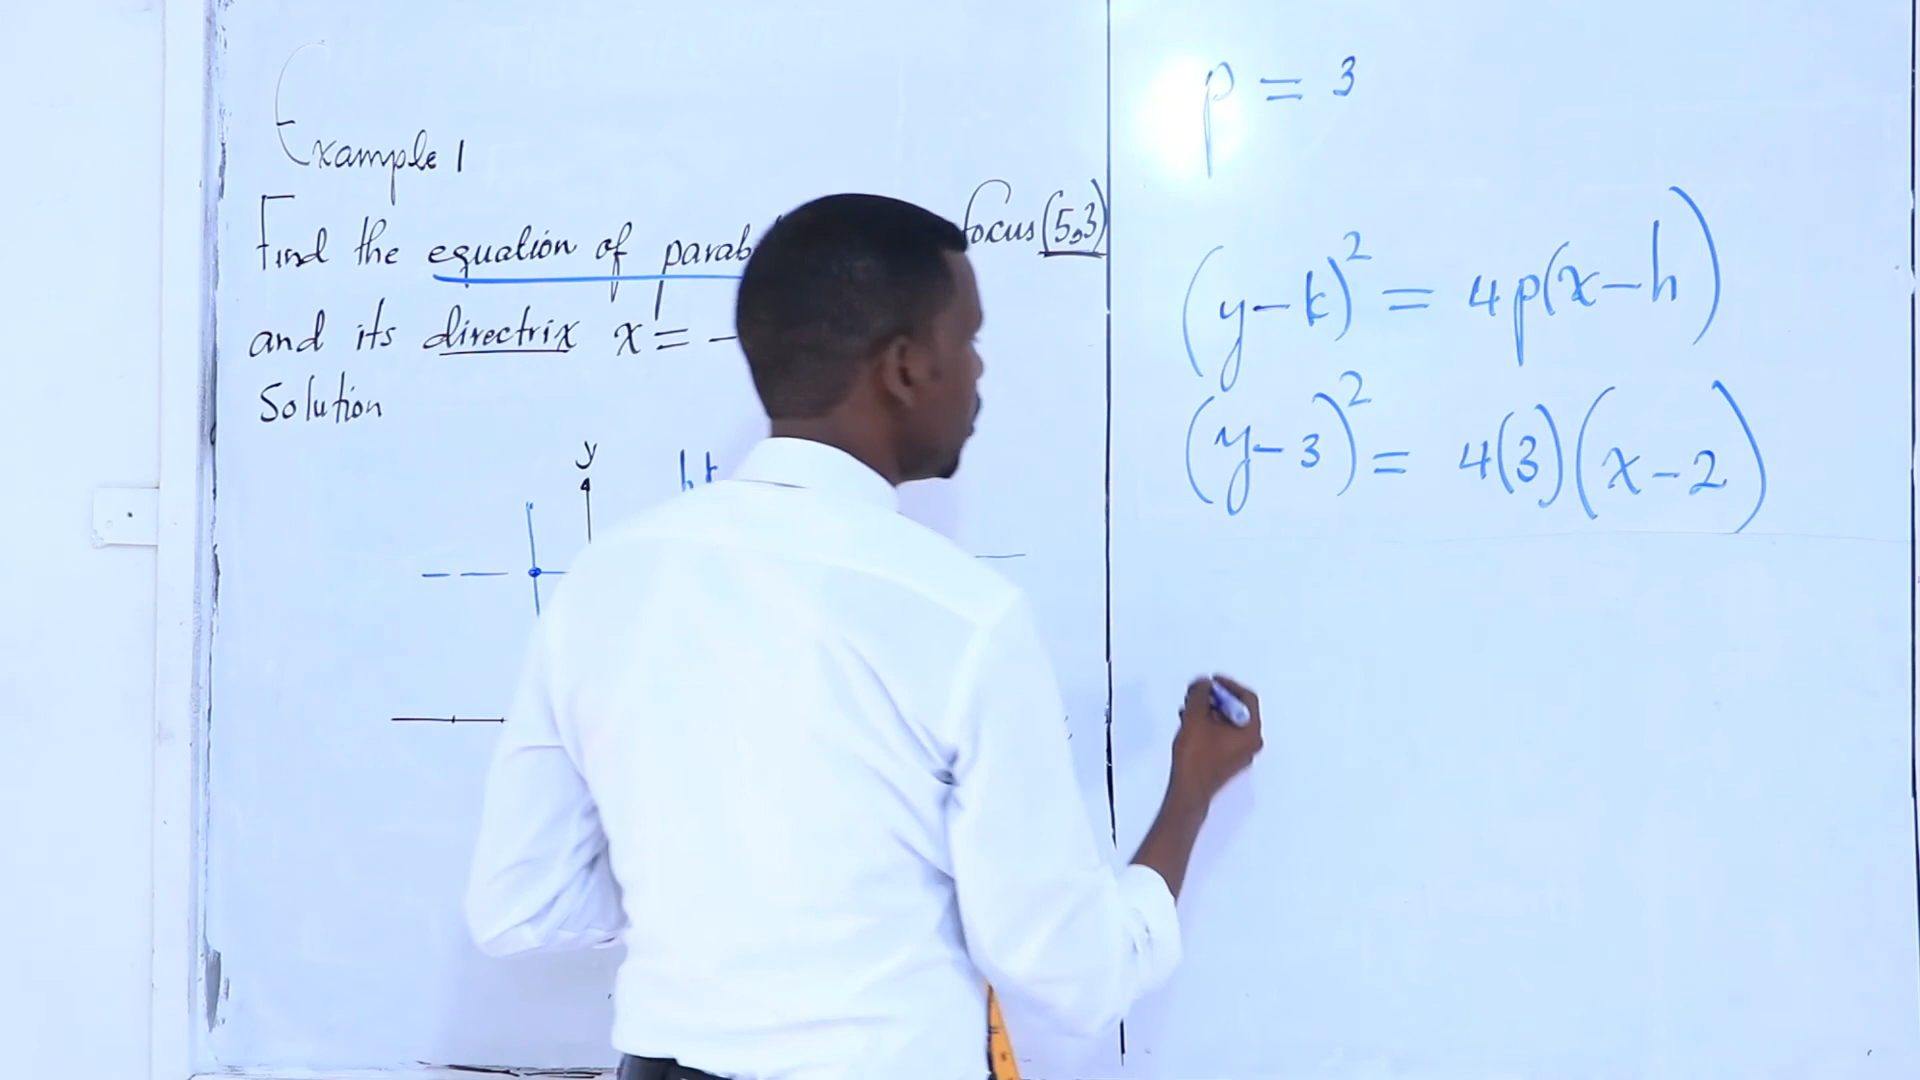 Example 1
Find the equation of parab focus (5,3)
and its directrix x = -
Solution
y
h k
p = 3
(y-k)² = 4p(x-h)
(y-3)² = 4(3)(x-2)